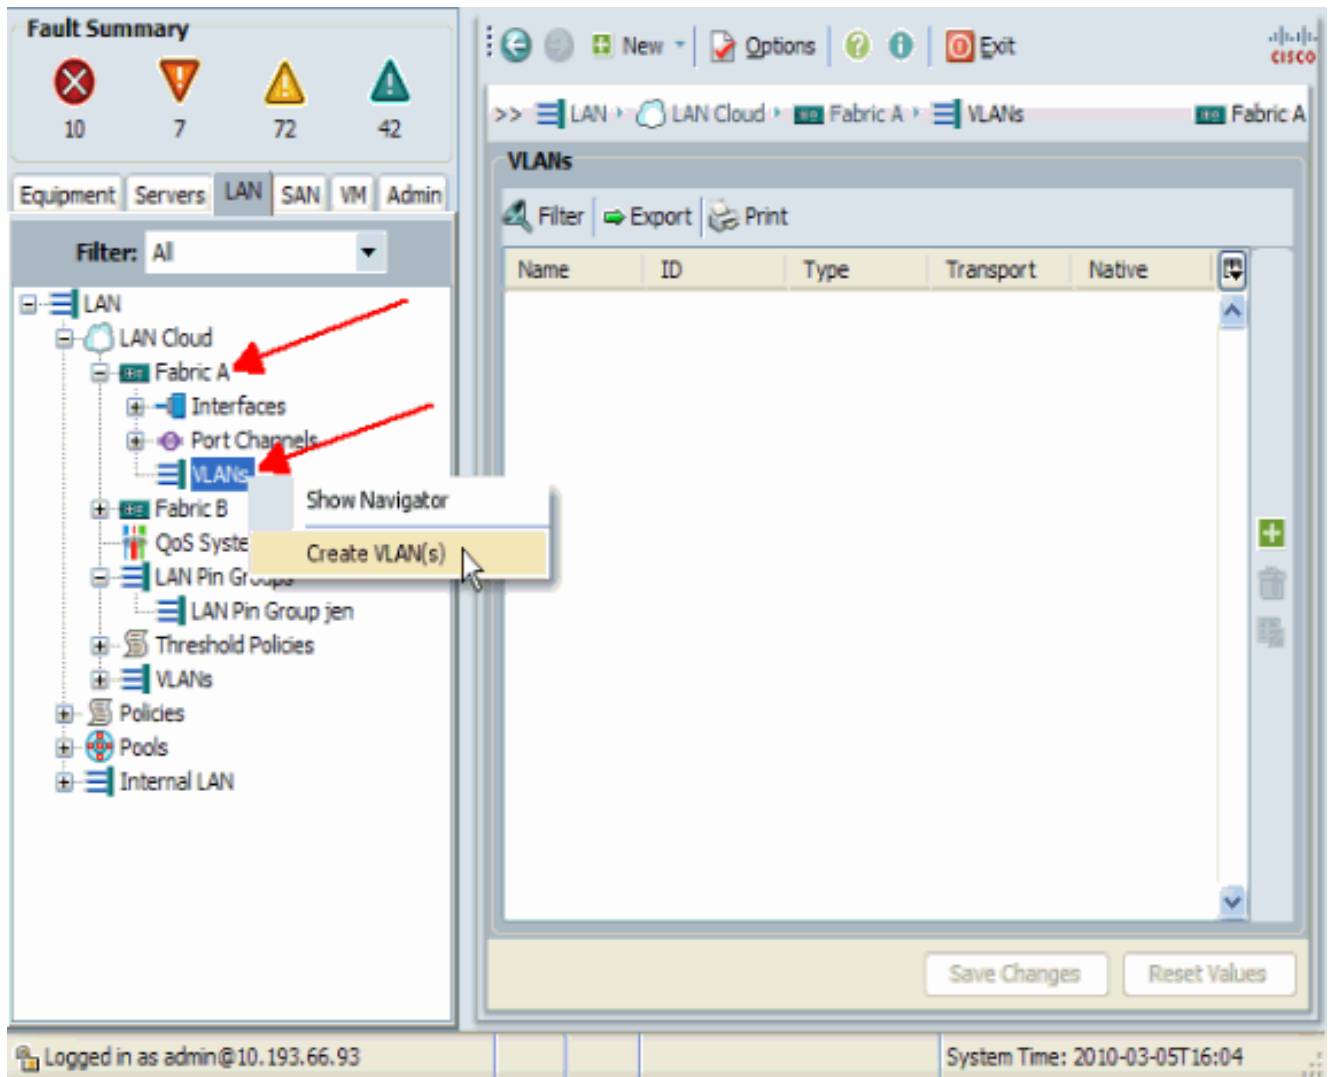 Fault Summary
10 7 72 42
Equipment Servers LAN SAN VM Admin
Filter: All
LAN
LAN Cloud
Fabric A
Interfaces
Port Channels
VLANs
Fabric B
QoS Syste
LAN Pin Groups
LAN Pin Group jen
Threshold Policies
VLANs
Policies
Pools
Internal LAN
Show Navigator
Create VLAN(s)
New Options Exit
CISCO
>> LAN LAN Cloud Fabric A VLANs Fabric A
VLANs
Filter Export Print
Name ID Type Transport Native
Save Changes Reset Values
Logged in as admin@10.193.66.93 System Time: 2010-03-05T16:04